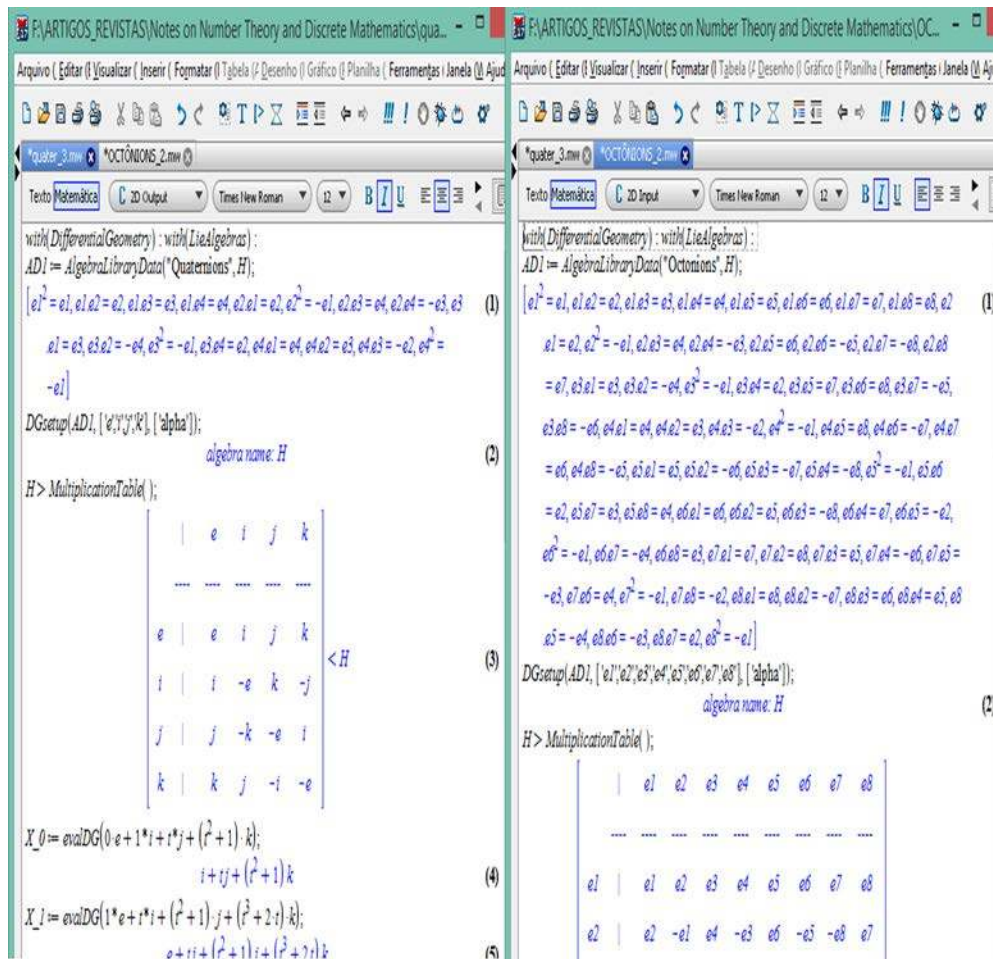 F:\ARTIGOS_REVISTAS\Notes on Number Theory and Discrete Mathematics\qua...
Arquivo ( Editar (E Visualizar ( Inserir ( Formatar (I Tabela (A Desenho (I Gráfico (I Planilha ( Ferramentas ( Janela (W Ajud
*quater_3.mw *OCTÔNIONS_2.mw
Texto Matemática C 2D Output Times New Roman 12 B I U
with(DifferentialGeometry) : with(LieAlgebras) :
AD1 := AlgebraLibraryData("Quaternions", H);
[e1² = e1, e1.e2 = e2, e1.e3 = e3, e1.e4 = e4, e2.e1 = e2, e2² = -e1, e2.e3 = e4, e2.e4 = -e3, e3 (1)
.e1 = e3, e3.e2 = -e4, e3² = -e1, e3.e4 = e2, e4.e1 = e4, e4.e2 = e3, e4.e3 = -e2, e4² =
-e1]
DGsetup(AD1, ['e','i','j','k'], ['alpha']);
algebra name: H (2)
H > MultiplicationTable( );
| e i j k
---- ---- ---- ---- ----
e | e i j k
< H (3)
i | i -e k -j
j | j -k -e i
k | k j -i -e
X_0 := evalDG(0·e + 1*i + t*j + (t² + 1)·k);
i + tj + (t² + 1) k (4)
X_1 := evalDG(1*e + t*i + (t² + 1)·j + (t³ + 2·t)·k);
e + ti + (t² + 1) j + (t³ + 2t) k (5)
F:\ARTIGOS_REVISTAS\Notes on Number Theory and Discrete Mathematics\OC...
Arquivo ( Editar (E Visualizar ( Inserir ( Formatar (I Tabela (A Desenho (I Gráfico (I Planilha ( Ferramentas ( Janela (W Aj
*quater_3.mw *OCTÔNIONS_2.mw
Texto Matemática C 2D Input Times New Roman 12 B I U
with(DifferentialGeometry) : with(LieAlgebras) :
AD1 := AlgebraLibraryData("Octonions", H);
[e1² = e1, e1.e2 = e2, e1.e3 = e3, e1.e4 = e4, e1.e5 = e5, e1.e6 = e6, e1.e7 = e7, e1.e8 = e8, e2 (1)
.e1 = e2, e2² = -e1, e2.e3 = e4, e2.e4 = -e3, e2.e5 = e6, e2.e6 = -e5, e2.e7 = -e8, e2.e8
= e7, e3.e1 = e3, e3.e2 = -e4, e3² = -e1, e3.e4 = e2, e3.e5 = e7, e3.e6 = e8, e3.e7 = -e5,
e3.e8 = -e6, e4.e1 = e4, e4.e2 = e3, e4.e3 = -e2, e4² = -e1, e4.e5 = e8, e4.e6 = -e7, e4.e7
= e6, e4.e8 = -e5, e5.e1 = e5, e5.e2 = -e6, e5.e3 = -e7, e5.e4 = -e8, e5² = -e1, e5.e6
= e2, e5.e7 = e3, e5.e8 = e4, e6.e1 = e6, e6.e2 = e5, e6.e3 = -e8, e6.e4 = e7, e6.e5 = -e2,
e6² = -e1, e6.e7 = -e4, e6.e8 = e3, e7.e1 = e7, e7.e2 = e8, e7.e3 = e5, e7.e4 = -e6, e7.e5 =
-e3, e7.e6 = e4, e7² = -e1, e7.e8 = -e2, e8.e1 = e8, e8.e2 = -e7, e8.e3 = e6, e8.e4 = e5, e8
.e5 = -e4, e8.e6 = -e3, e8.e7 = e2, e8² = -e1]
DGsetup(AD1, ['e1','e2','e3','e4','e5','e6','e7','e8'], ['alpha']);
algebra name: H (2)
H > MultiplicationTable( );
| e1 e2 e3 e4 e5 e6 e7 e8
---- ---- ---- ---- ---- ---- ---- ---- ----
e1 | e1 e2 e3 e4 e5 e6 e7 e8
e2 | e2 -e1 e4 -e3 e6 -e5 -e8 e7